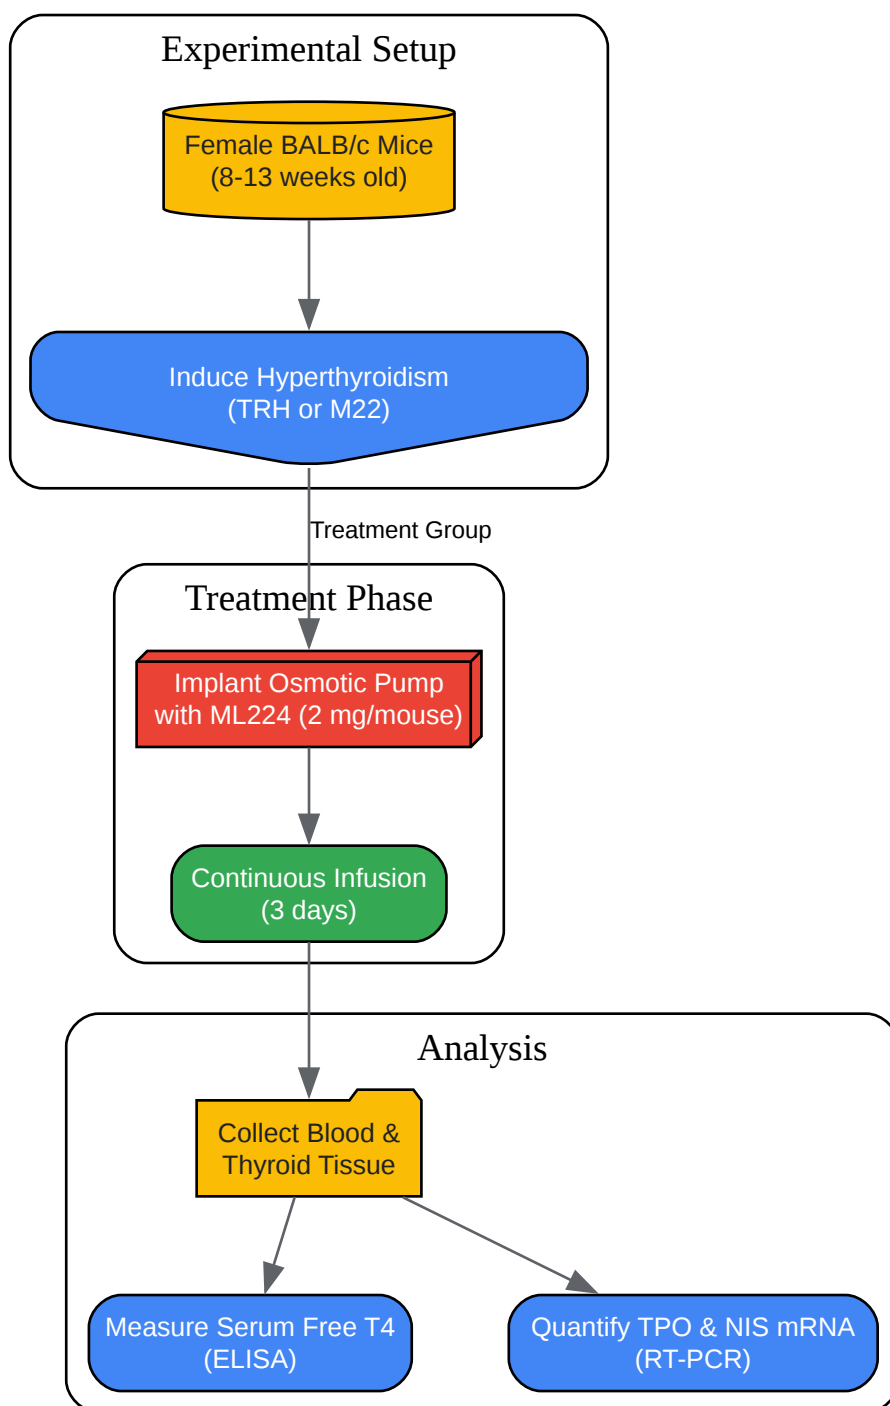 Experimental Setup
Female BALB/c Mice
(8-13 weeks old)
Induce Hyperthyroidism
(TRH or M22)
Treatment Group
Treatment Phase
Implant Osmotic Pump
with ML224 (2 mg/mouse)
Continuous Infusion
(3 days)
Analysis
Collect Blood &
Thyroid Tissue
Measure Serum Free T4
(ELISA)
Quantify TPO & NIS mRNA
(RT-PCR)